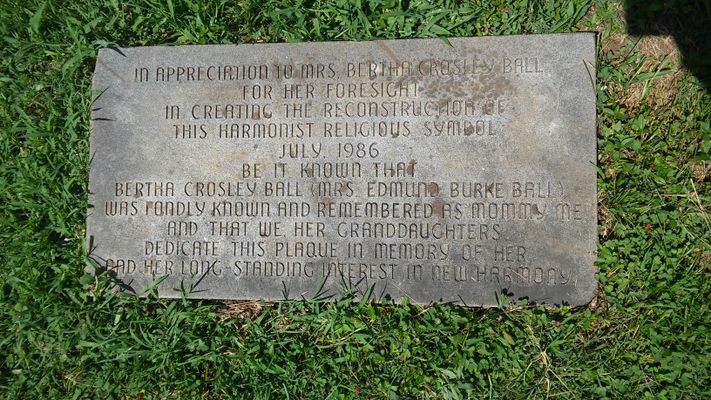 IN APPRECIATION TO MRS. BERTHA CROSLEY BALL
FOR HER FORESIGHT
IN CREATING THE RECONSTRUCTION OF
THIS HARMONIST RELIGIOUS SYMBOL
JULY, 1986
BE IT KNOWN THAT
BERTHA CROSLEY BALL (MRS. EDMUND BURKE BALL),
WAS FONDLY KNOWN AND REMEMBERED AS MOMMY ME
AND THAT WE, HER GRANDDAUGHTERS
DEDICATE THIS PLAQUE IN MEMORY OF HER
AND HER LONG-STANDING INTEREST IN NEW HARMONY.